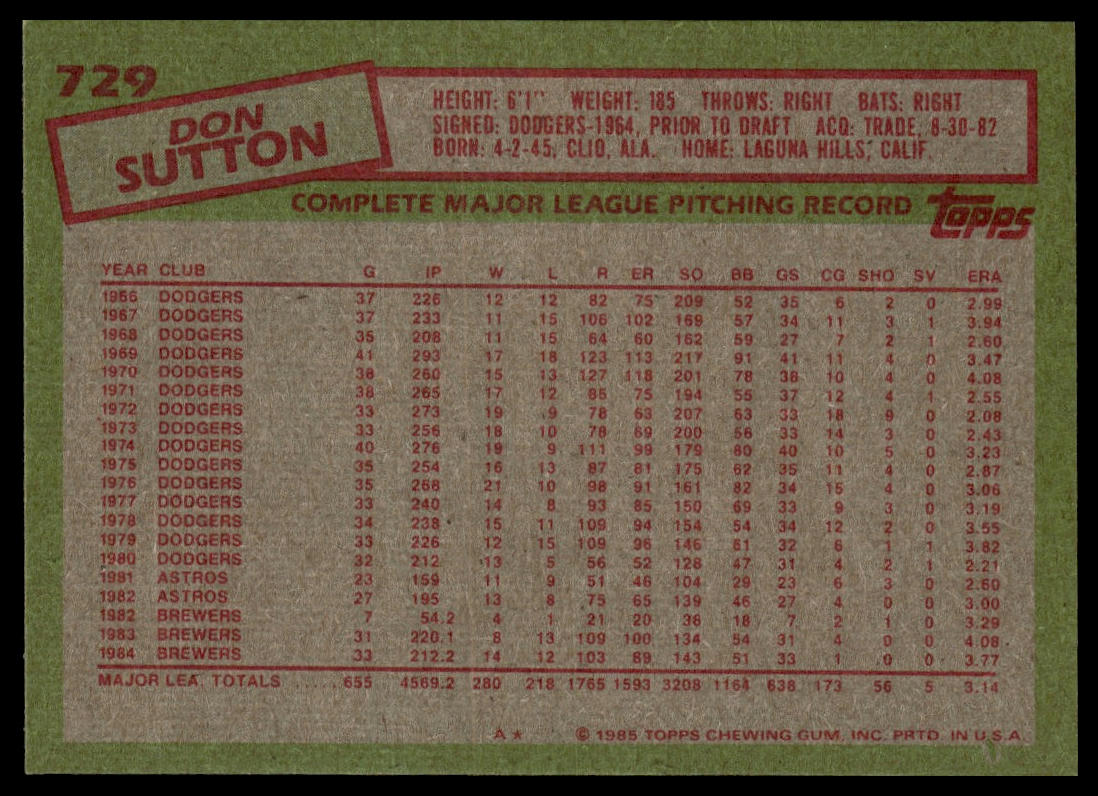 729
DON
SUTTON
HEIGHT: 6'1" WEIGHT: 185 THROWS: RIGHT BATS: RIGHT
SIGNED: DODGERS-1964, PRIOR TO DRAFT ACQ: TRADE, 8-30-82
BORN: 4-2-45, CLIO, ALA. HOME: LAGUNA HILLS, CALIF.
COMPLETE MAJOR LEAGUE PITCHING RECORD topps
YEAR CLUB G IP W L R ER SO BB GS CG SHO SV ERA
1966 DODGERS 37 226 12 12 82 75 209 52 35 6 2 0 2.99
1967 DODGERS 37 233 11 15 106 102 169 57 34 11 3 1 3.94
1968 DODGERS 35 208 11 15 64 60 162 59 27 7 2 1 2.60
1969 DODGERS 41 293 17 18 123 113 217 91 41 11 4 0 3.47
1970 DODGERS 38 260 15 13 127 118 201 78 38 10 4 0 4.08
1971 DODGERS 38 265 17 12 85 75 194 55 37 12 4 1 2.55
1972 DODGERS 33 273 19 9 78 63 207 63 33 18 9 0 2.08
1973 DODGERS 33 256 18 10 78 69 200 56 33 14 3 0 2.43
1974 DODGERS 40 276 19 9 111 99 179 80 40 10 5 0 3.23
1975 DODGERS 35 254 16 13 87 81 175 62 35 11 4 0 2.87
1976 DODGERS 35 268 21 10 98 91 161 82 34 15 4 0 3.06
1977 DODGERS 33 240 14 8 93 85 150 69 33 9 3 0 3.19
1978 DODGERS 34 238 15 11 109 94 154 54 34 12 2 0 3.55
1979 DODGERS 33 226 12 15 109 96 146 61 32 6 1 1 3.82
1980 DODGERS 32 212 13 5 56 52 128 47 31 4 2 1 2.21
1981 ASTROS 23 159 11 9 51 46 104 29 23 6 3 0 2.60
1982 ASTROS 27 195 13 8 75 65 139 46 27 4 0 0 3.00
1982 BREWERS 7 54.2 4 1 21 20 36 18 7 2 1 0 3.29
1983 BREWERS 31 220.1 8 13 109 100 134 54 31 4 0 0 4.08
1984 BREWERS 33 212.2 14 12 103 89 143 51 33 1 0 0 3.77
MAJOR LEA. TOTALS ...... 655 4569.2 280 218 1765 1593 3208 1164 638 173 56 5 3.14
A* © 1985 TOPPS CHEWING GUM, INC. PRTD. IN U.S.A.